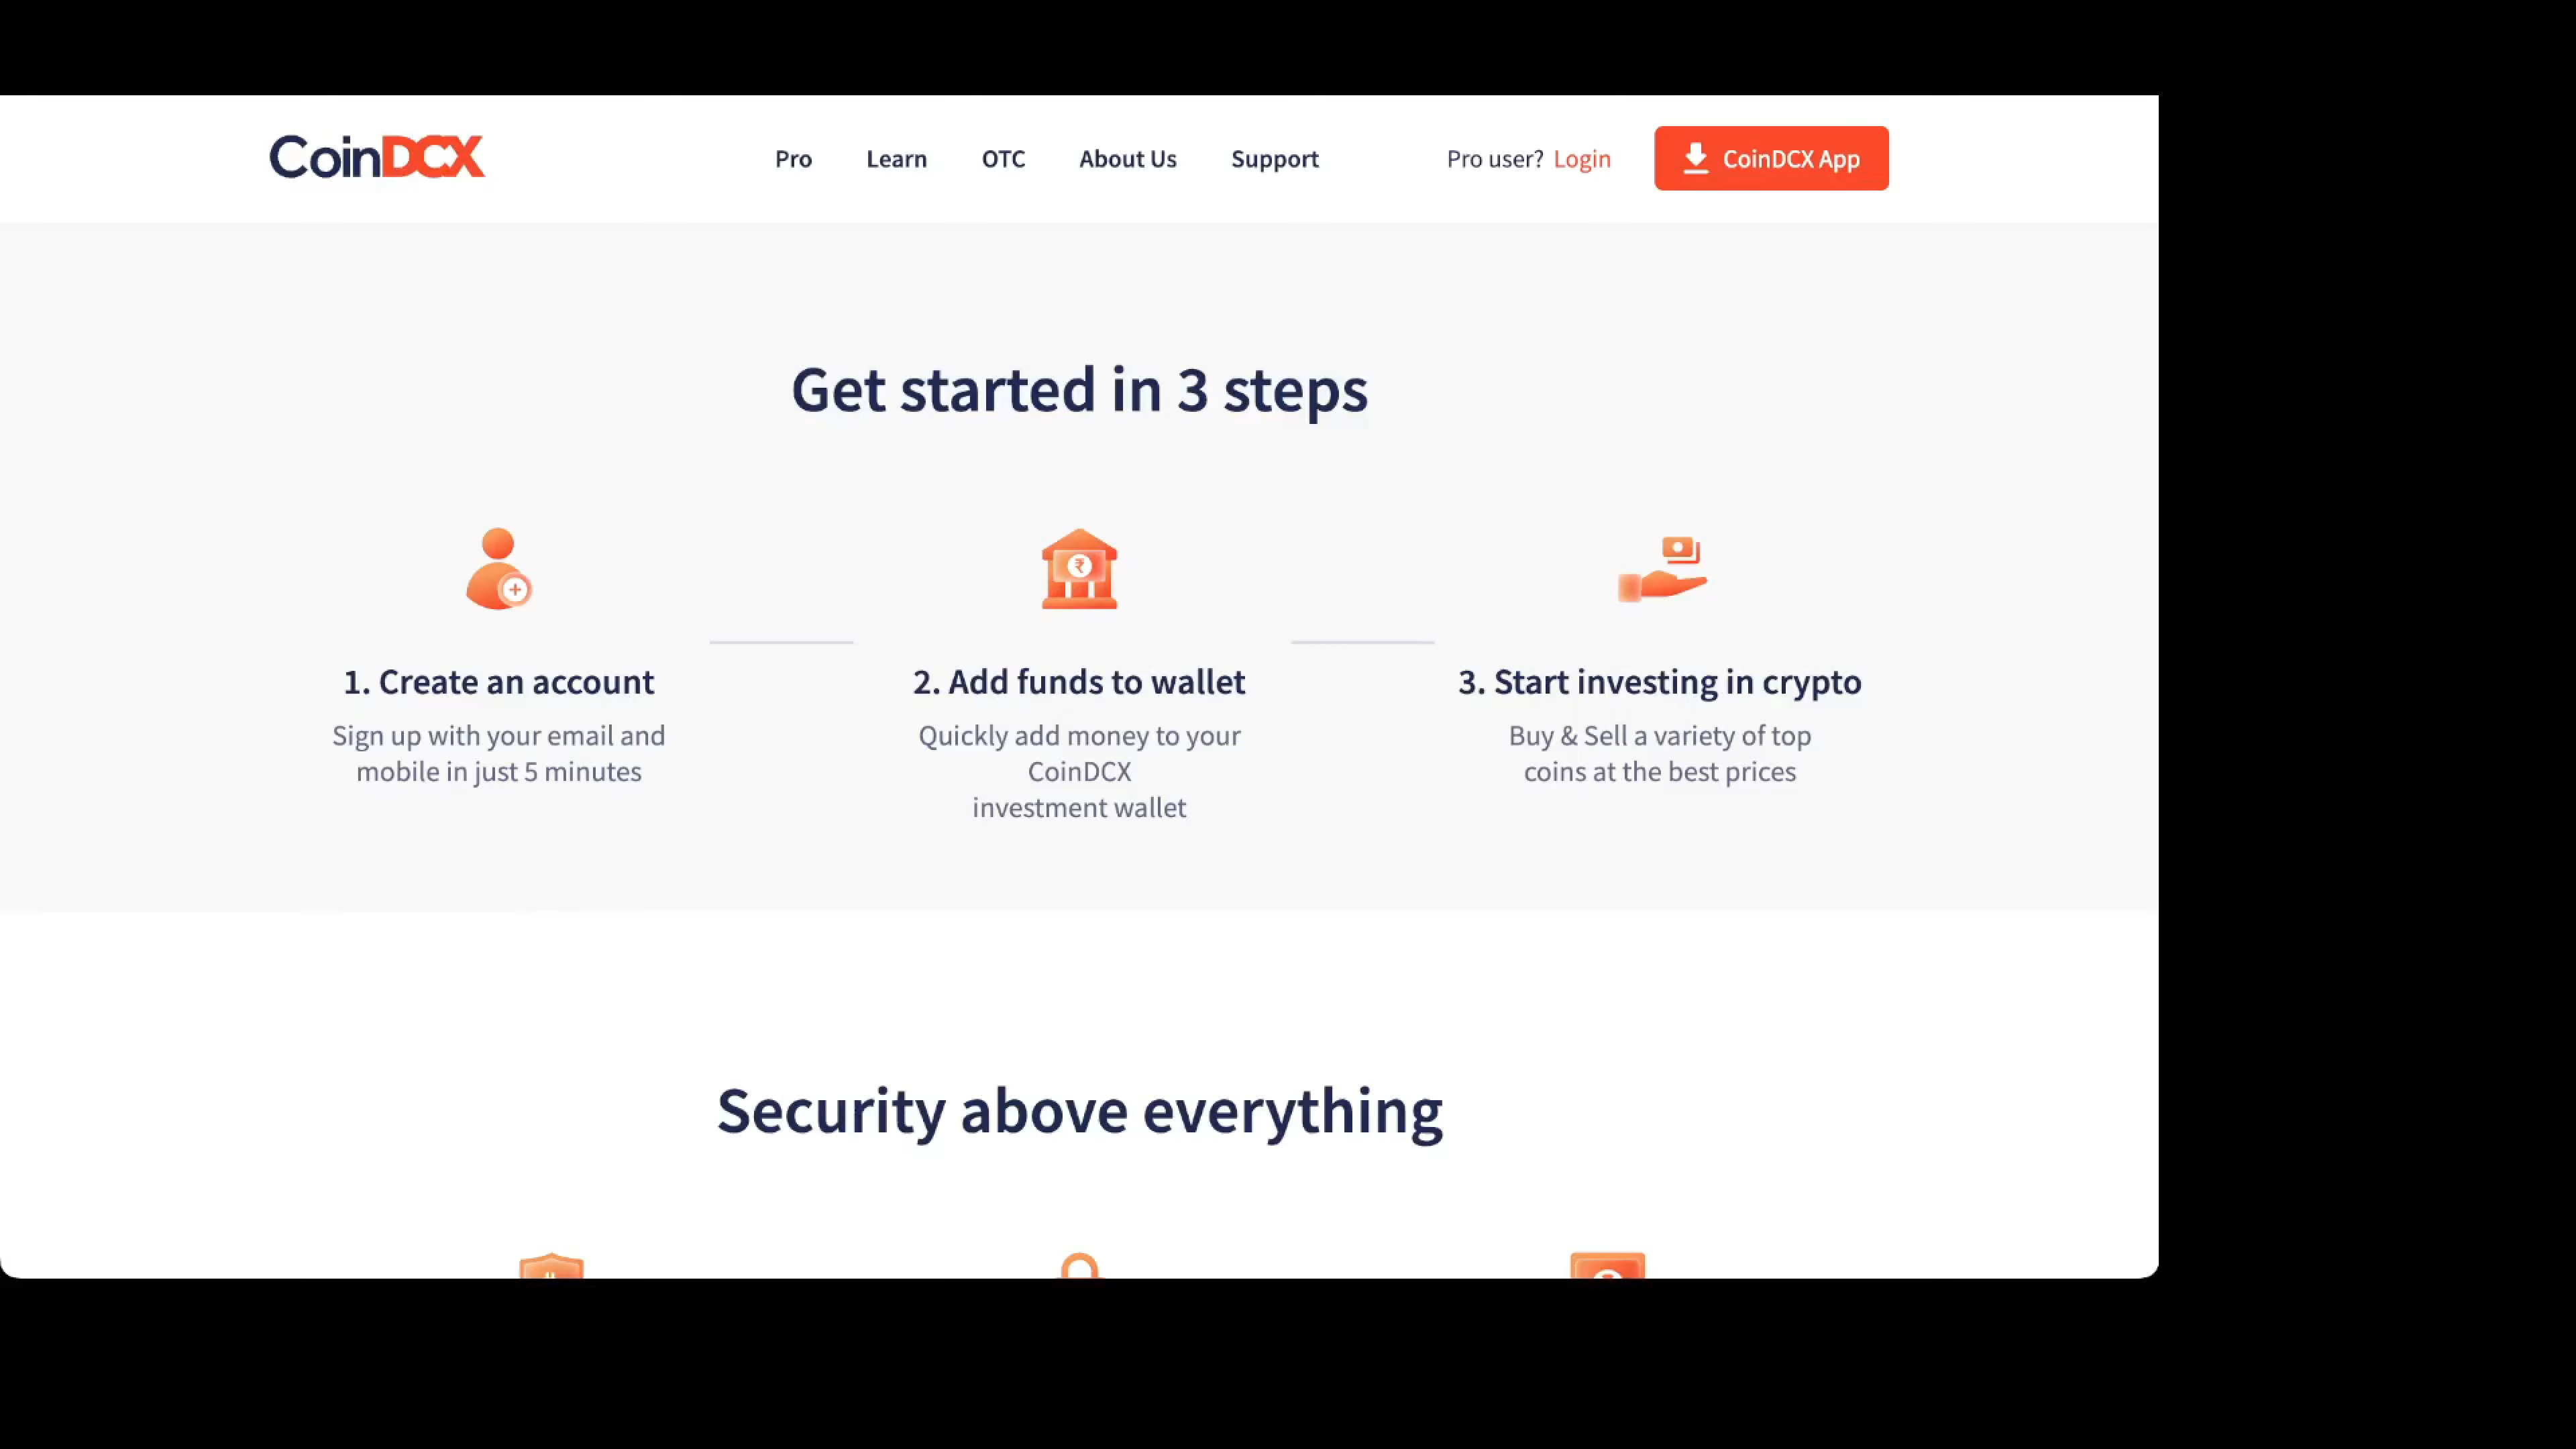 CoinDCX
Pro
Learn
OTC
About Us
Support
Pro user? Login
CoinDCX App
Get started in 3 steps
₹
1. Create an account
Sign up with your email and
mobile in just 5 minutes
2. Add funds to wallet
Quickly add money to your
CoinDCX
investment wallet
3. Start investing in crypto
Buy & Sell a variety of top
coins at the best prices
Security above everything